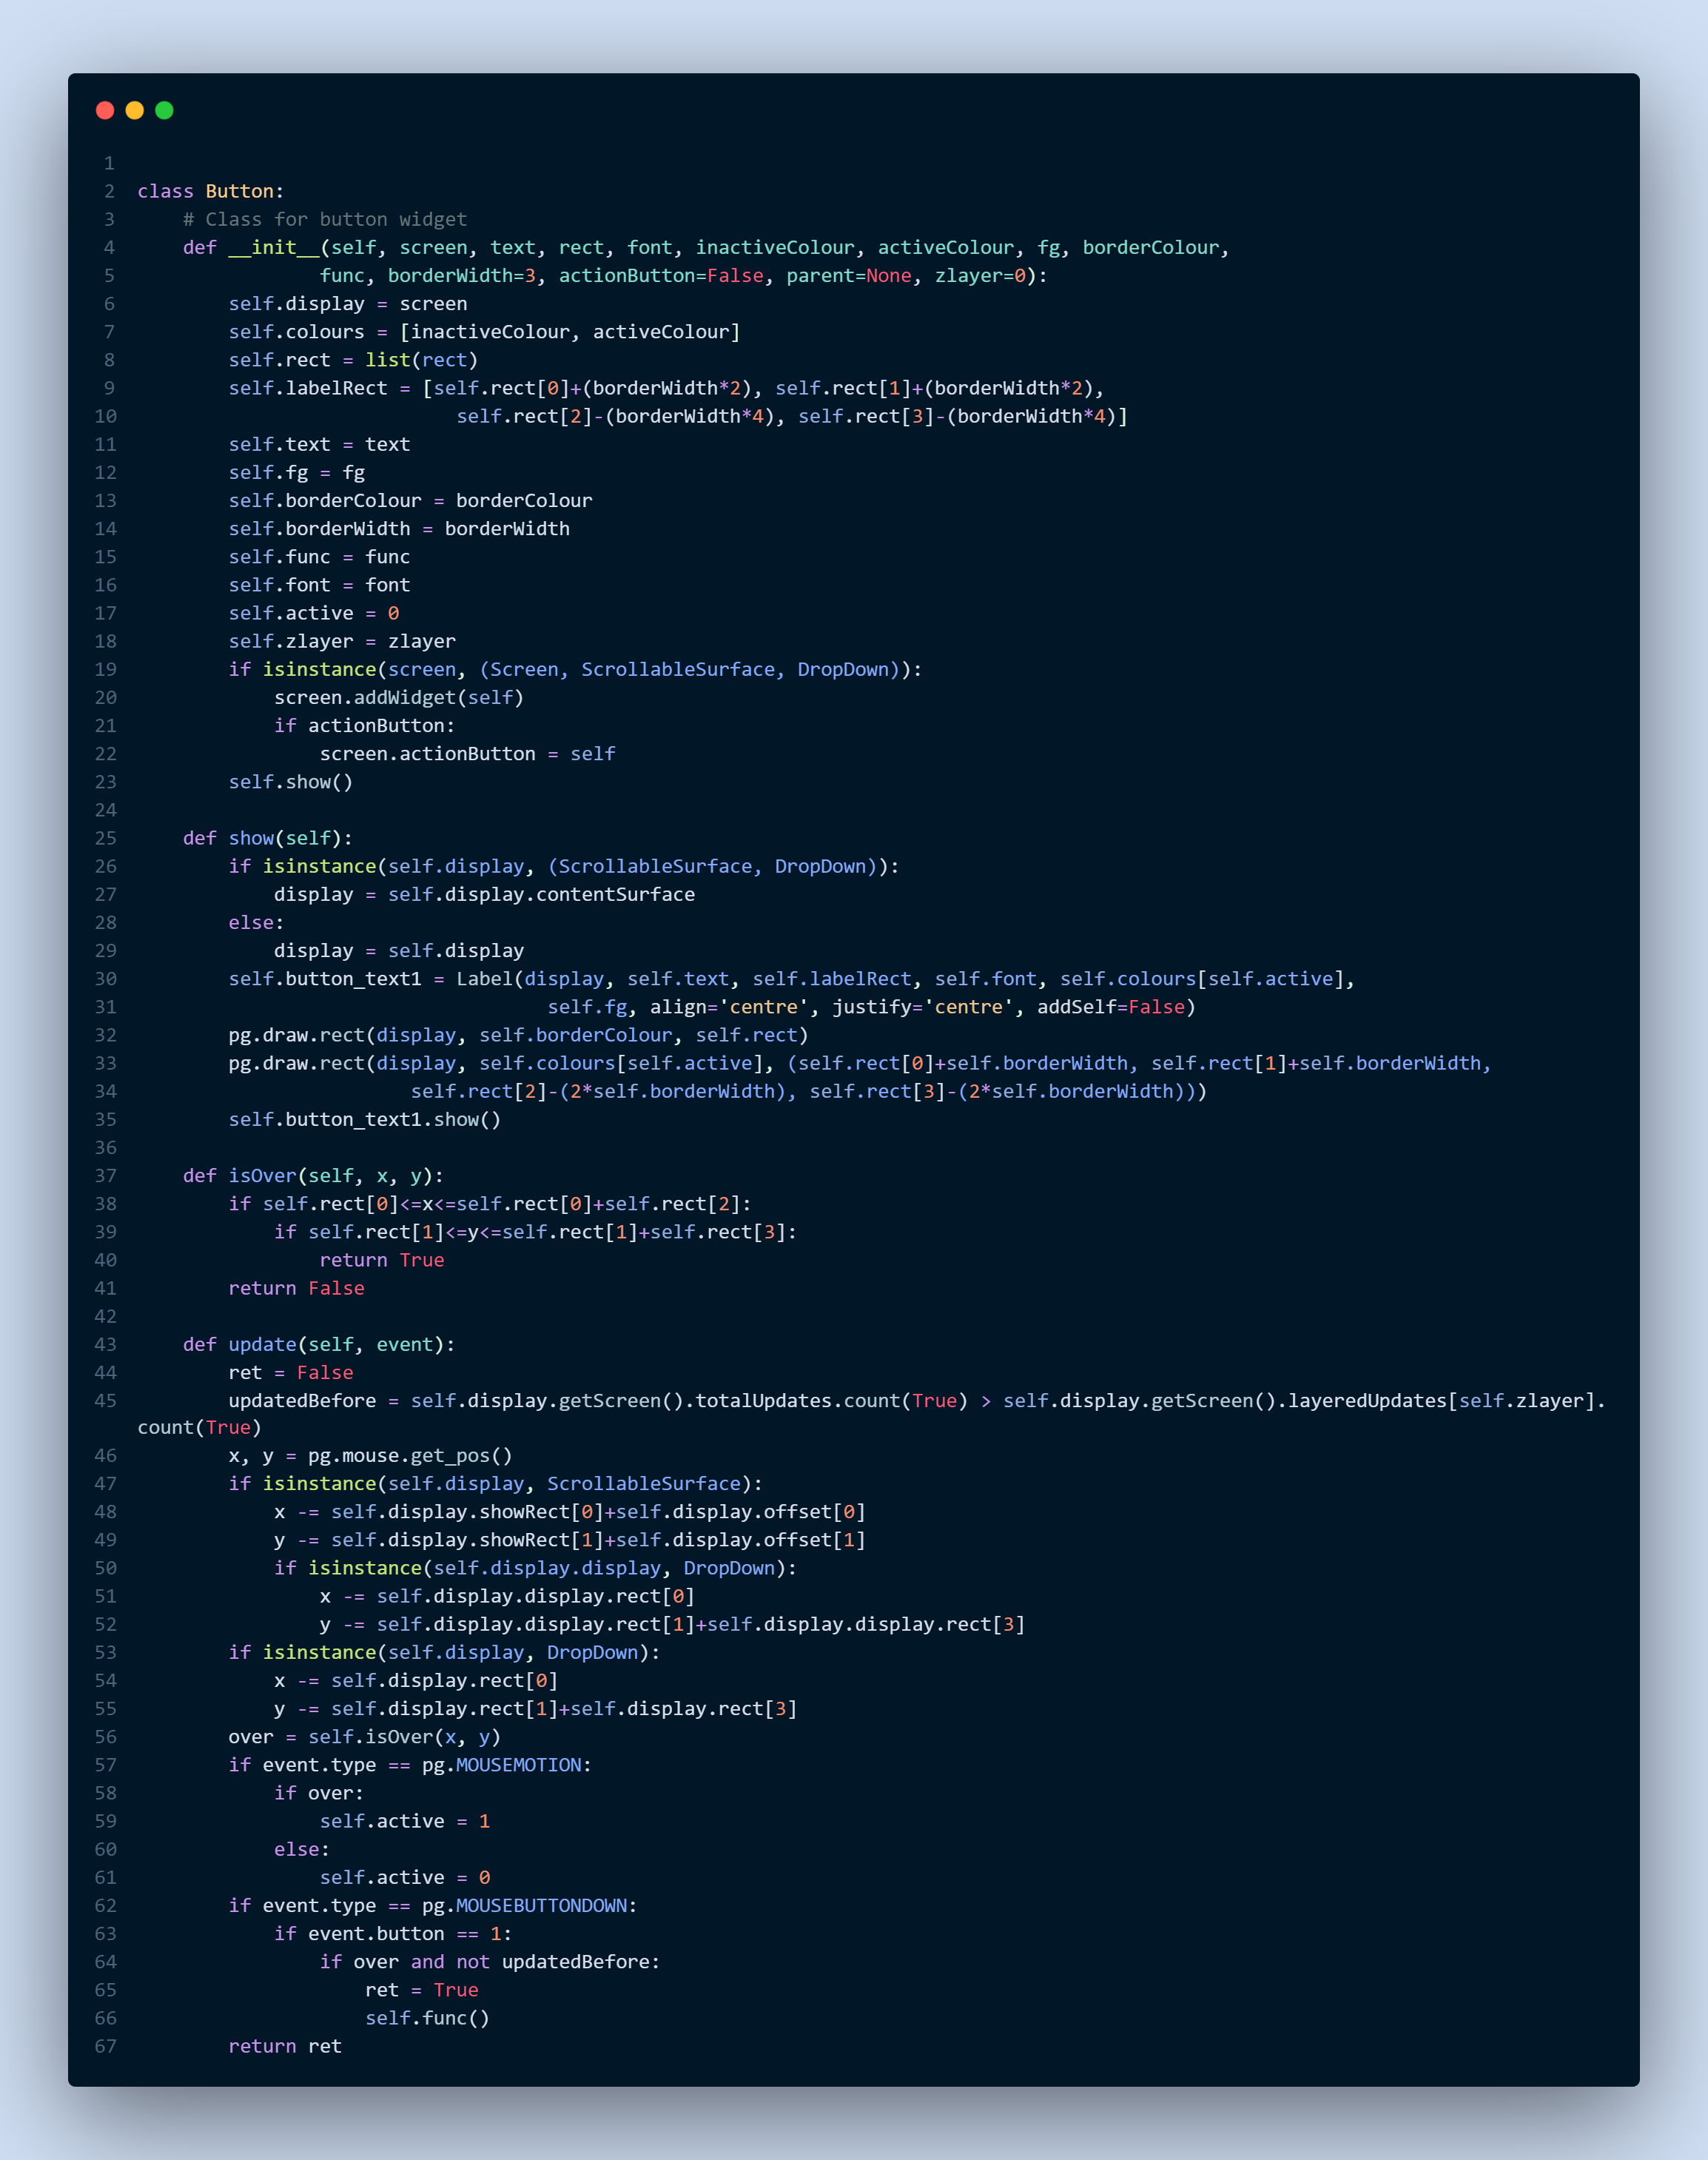 1
2 class Button:
3     # Class for button widget
4     def __init__(self, screen, text, rect, font, inactiveColour, activeColour, fg, borderColour,
5                 func, borderWidth=3, actionButton=False, parent=None, zlayer=0):
6         self.display = screen
7         self.colours = [inactiveColour, activeColour]
8         self.rect = list(rect)
9         self.labelRect = [self.rect[0]+(borderWidth*2), self.rect[1]+(borderWidth*2),
10                             self.rect[2]-(borderWidth*4), self.rect[3]-(borderWidth*4)]
11         self.text = text
12         self.fg = fg
13         self.borderColour = borderColour
14         self.borderWidth = borderWidth
15         self.func = func
16         self.font = font
17         self.active = 0
18         self.zlayer = zlayer
19         if isinstance(screen, (Screen, ScrollableSurface, DropDown)):
20             screen.addWidget(self)
21             if actionButton:
22                 screen.actionButton = self
23         self.show()
24
25     def show(self):
26         if isinstance(self.display, (ScrollableSurface, DropDown)):
27             display = self.display.contentSurface
28         else:
29             display = self.display
30         self.button_text1 = Label(display, self.text, self.labelRect, self.font, self.colours[self.active],
31                                     self.fg, align='centre', justify='centre', addSelf=False)
32         pg.draw.rect(display, self.borderColour, self.rect)
33         pg.draw.rect(display, self.colours[self.active], (self.rect[0]+self.borderWidth, self.rect[1]+self.borderWidth,
34                         self.rect[2]-(2*self.borderWidth), self.rect[3]-(2*self.borderWidth)))
35         self.button_text1.show()
36
37     def isOver(self, x, y):
38         if self.rect[0]<=x<=self.rect[0]+self.rect[2]:
39             if self.rect[1]<=y<=self.rect[1]+self.rect[3]:
40                 return True
41         return False
42
43     def update(self, event):
44         ret = False
45         updatedBefore = self.display.getScreen().totalUpdates.count(True) > self.display.getScreen().layeredUpdates[self.zlayer].
count(True)
46         x, y = pg.mouse.get_pos()
47         if isinstance(self.display, ScrollableSurface):
48             x -= self.display.showRect[0]+self.display.offset[0]
49             y -= self.display.showRect[1]+self.display.offset[1]
50             if isinstance(self.display.display, DropDown):
51                 x -= self.display.display.rect[0]
52                 y -= self.display.display.rect[1]+self.display.display.rect[3]
53         if isinstance(self.display, DropDown):
54             x -= self.display.rect[0]
55             y -= self.display.rect[1]+self.display.rect[3]
56         over = self.isOver(x, y)
57         if event.type == pg.MOUSEMOTION:
58             if over:
59                 self.active = 1
60             else:
61                 self.active = 0
62         if event.type == pg.MOUSEBUTTONDOWN:
63             if event.button == 1:
64                 if over and not updatedBefore:
65                     ret = True
66                     self.func()
67         return ret